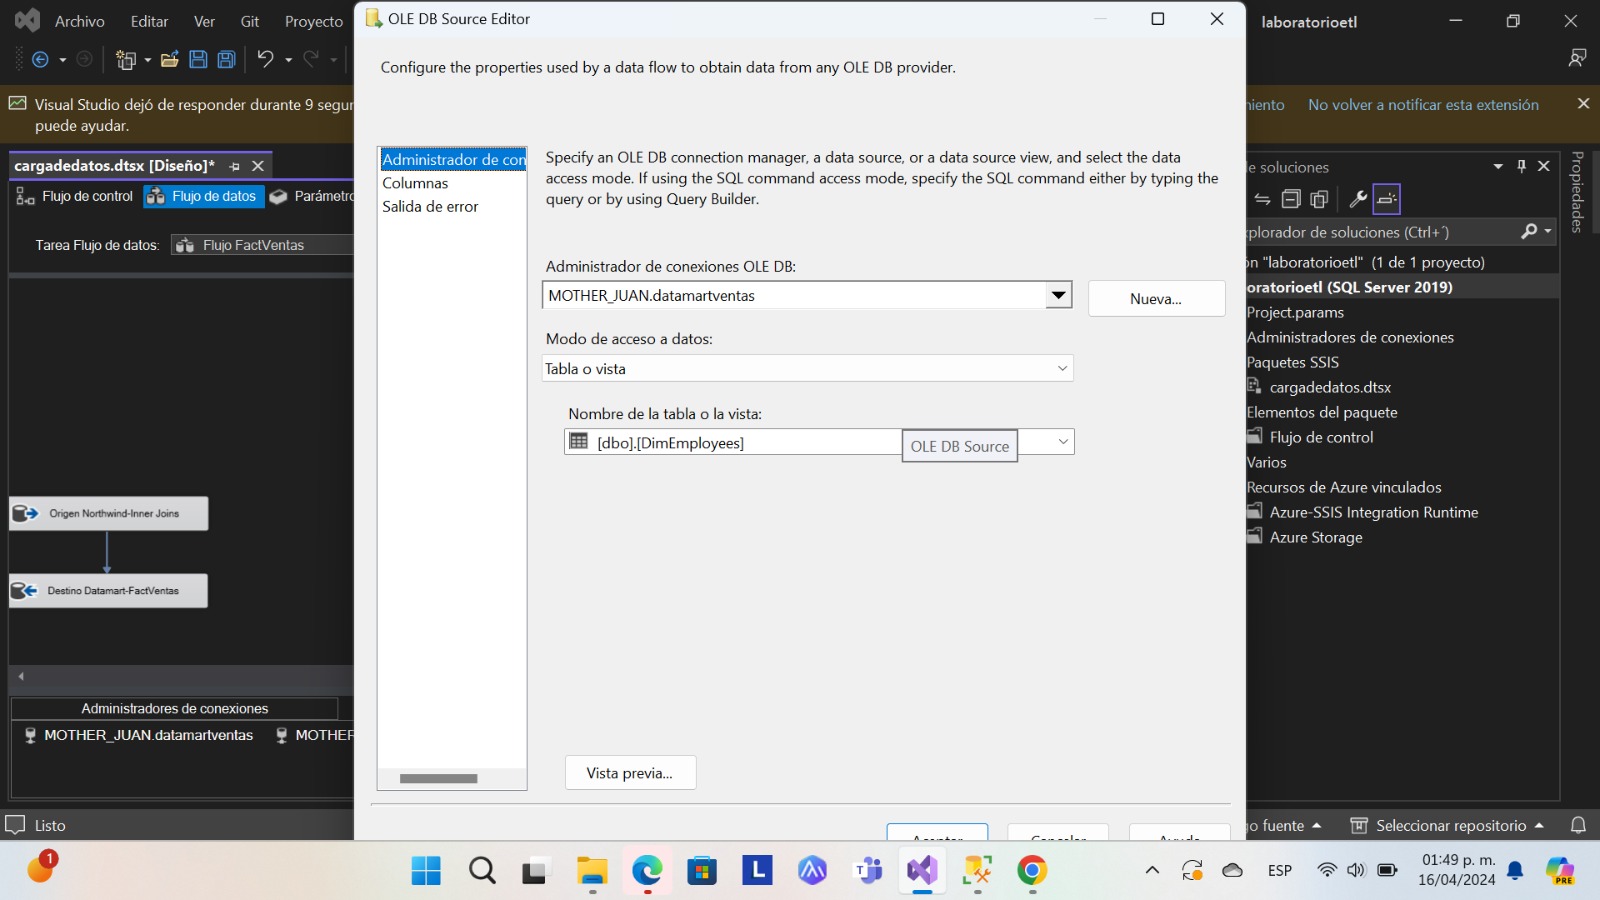 Archivo Editar Ver Git Proyecto
OLE DB Source Editor
laboratorioetl
Configure the properties used by a data flow to obtain data from any OLE DB provider.
Visual Studio dejó de responder durante 9 segur
puede ayudar.
niento No volver a notificar esta extensión
cargadedatos.dtsx [Diseño]*
Flujo de control Flujo de datos Parámetro
Tarea Flujo de datos: Flujo FactVentas
Administrador de con
Columnas
Salida de error
Specify an OLE DB connection manager, a data source, or a data source view, and select the data
access mode. If using the SQL command access mode, specify the SQL command either by typing the
query or by using Query Builder.
Administrador de conexiones OLE DB:
MOTHER_JUAN.datamartventas
Nueva...
Modo de acceso a datos:
Tabla o vista
Nombre de la tabla o la vista:
[dbo].[DimEmployees]
OLE DB Source
Vista previa...
Aceptar Cancelar Ayuda
Origen Northwind-Inner Joins
Destino Datamart-FactVentas
Administradores de conexiones
MOTHER_JUAN.datamartventas MOTHER
Listo
e soluciones
Propiedades
xplorador de soluciones (Ctrl+´)
ón "laboratorioetl" (1 de 1 proyecto)
oratorioetl (SQL Server 2019)
Project.params
Administradores de conexiones
Paquetes SSIS
cargadedatos.dtsx
Elementos del paquete
Flujo de control
Varios
Recursos de Azure vinculados
Azure-SSIS Integration Runtime
Azure Storage
go fuente Seleccionar repositorio
1
L
T
ESP
01:49 p. m.
16/04/2024
PRE